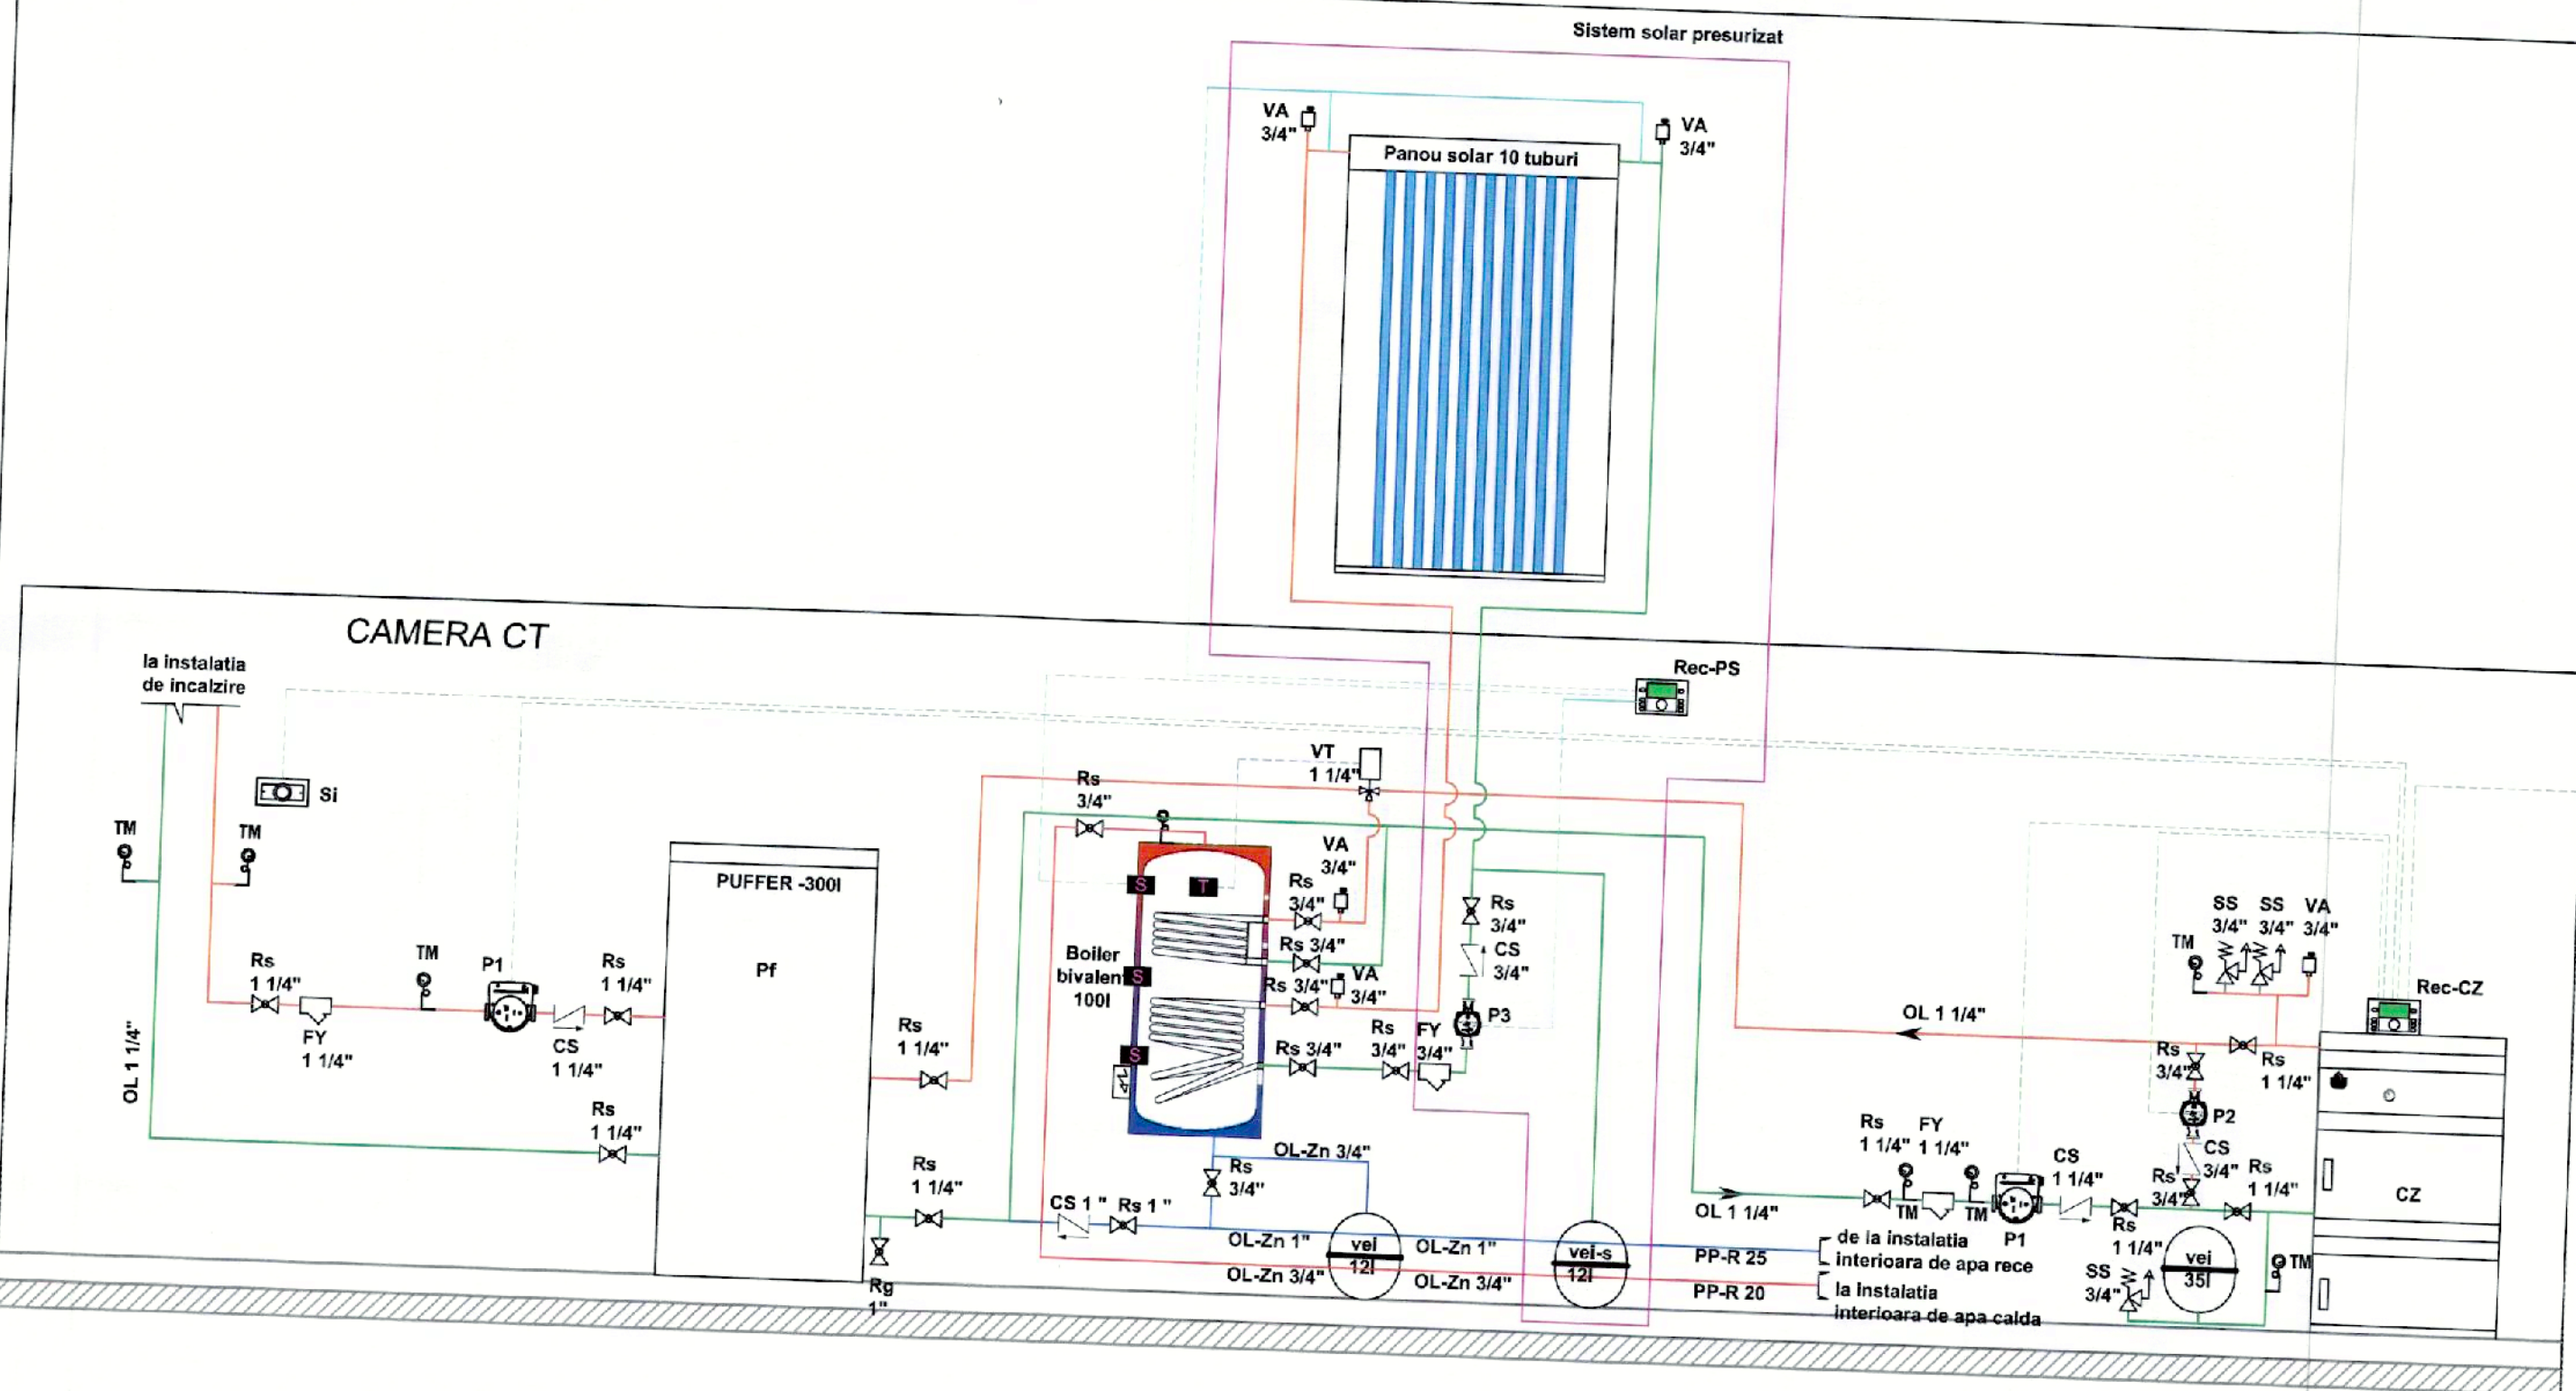 Sistem solar presurizat
VA
3/4"
VA
3/4"
Panou solar 10 tuburi
CAMERA CT
la instalatia
de incalzire
Rec-PS
Si
TM
TM
VT
1 1/4"
Rs
3/4"
PUFFER -300l
Pf
VA
3/4"
Rs
3/4"
S
T
Rs
3/4"
CS
3/4"
Rs 3/4"
Boiler
bivalent
100l
S
VA
3/4"
Rs 3/4"
P3
Rs
3/4"
FY
3/4"
Rs 3/4"
S
Rs
1 1/4"
FY
1 1/4"
TM
P1
CS
1 1/4"
Rs
1 1/4"
OL 1 1/4"
Rs
1 1/4"
Rs
1 1/4"
Rs
1 1/4"
Rg
1"
OL-Zn 3/4"
Rs
3/4"
CS 1 "
Rs 1 "
OL-Zn 1"
vei
12l
OL-Zn 1"
vei-s
12l
OL-Zn 3/4"
OL-Zn 3/4"
PP-R 25
PP-R 20
de la instalatia
interioara de apa rece
la instalatia
interioara de apa calda
OL 1 1/4"
OL 1 1/4"
SS
3/4"
SS
3/4"
VA
3/4"
TM
Rec-CZ
Rs
3/4"
Rs
1 1/4"
P2
CS
3/4"
Rs
3/4"
Rs
1 1/4"
Rs
1 1/4"
FY
1 1/4"
TM
TM
P1
CS
1 1/4"
Rs
1 1/4"
CZ
vei
35l
SS
3/4"
TM